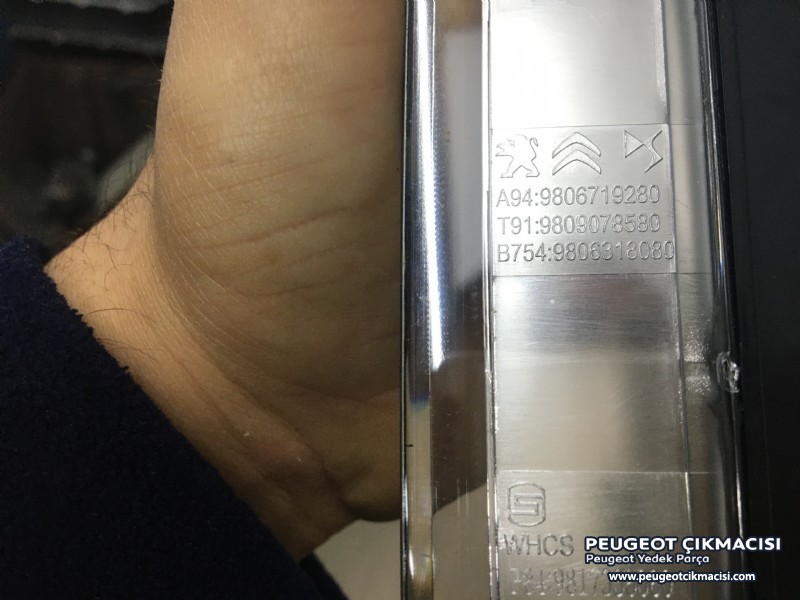 A94:9806719280
T91:9809078580
B754:9806318080
WHCS
PEUGEOT ÇIKMACISI
Peugeot Yedek Parça
www.peugeotcikmacisi.com